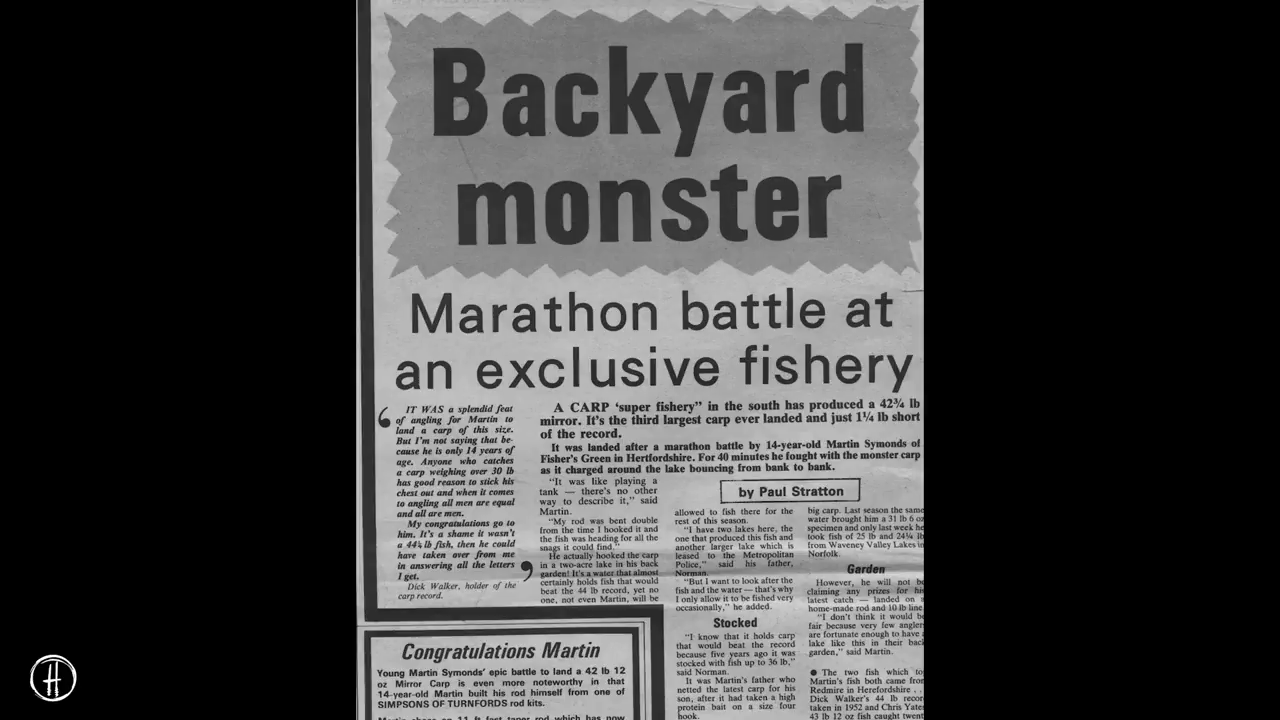 Backyard
monster
Marathon battle at
an exclusive fishery
IT WAS a splendid feat
of angling for Martin to
land a carp of this size.
But I'm not saying that be-
cause he is only 14 years of
age. Anyone who catches
a carp weighing over 30 lb
has good reason to stick his
chest out and when it comes
to angling all men are equal
and all are men.
My congratulations go to
him. It's a shame it wasn't
a 44¼ lb fish, then he could
have taken over from me
in answering all the letters
I get.
Dick Walker, holder of the
carp record.
A CARP 'super fishery" in the south has produced a 42¾ lb
mirror. It's the third largest carp ever landed and just 1¼ lb short
of the record.
It was landed after a marathon battle by 14-year-old Martin Symonds of
Fisher's Green in Hertfordshire. For 40 minutes he fought with the monster carp
as it charged around the lake bouncing from bank to bank.
by Paul Stratton
"It was like playing a
tank — there's no other
way to describe it," said
Martin.
"My rod was bent double
from the time I hooked it and
the fish was heading for all the
snags it could find."
He actually hooked the carp
in a two-acre lake in his back
garden! It's a water that almost
certainly holds fish that would
beat the 44 lb record, yet no
one, not even Martin, will be
allowed to fish there for the
rest of this season.
"I have two lakes here, the
one that produced this fish and
another larger lake which is
leased to the Metropolitan
Police," said his father,
Norman.
"But I want to look after the
fish and the water — that's why
I only allow it to be fished very
occasionally," he added.
Stocked
"I know that it holds carp
that would beat the record
because five years ago it was
stocked with fish up to 36 lb,"
said Norman.
It was Martin's father who
netted the latest carp for his
son, after it had taken a high
protein bait on a size four
hook.
big carp. Last season the same
water brought him a 31 lb 6 oz
specimen and only last week he
took fish of 25 lb and 24¼ lb
from Waveney Valley Lakes in
Norfolk.
Garden
However, he will not be
claiming any prizes for his
latest catch — landed on a
home-made rod and 10 lb line.
"I don't think it would be
fair because very few anglers
are fortunate enough to have a
lake like this in their back
garden," said Martin.
● The two fish which to
Martin's fish both came from
Redmire in Herefordshire . .
Dick Walker's 44 lb record
taken in 1952 and Chris Yates
43 lb 12 oz fish caught twent
Congratulations Martin
Young Martin Symonds' epic battle to land a 42 lb 12
oz Mirror Carp is even more noteworthy in that
14-year-old Martin built his rod himself from one of
SIMPSONS OF TURNFORDS rod kits.
Martin chose an 11 ft fast taper rod which has now